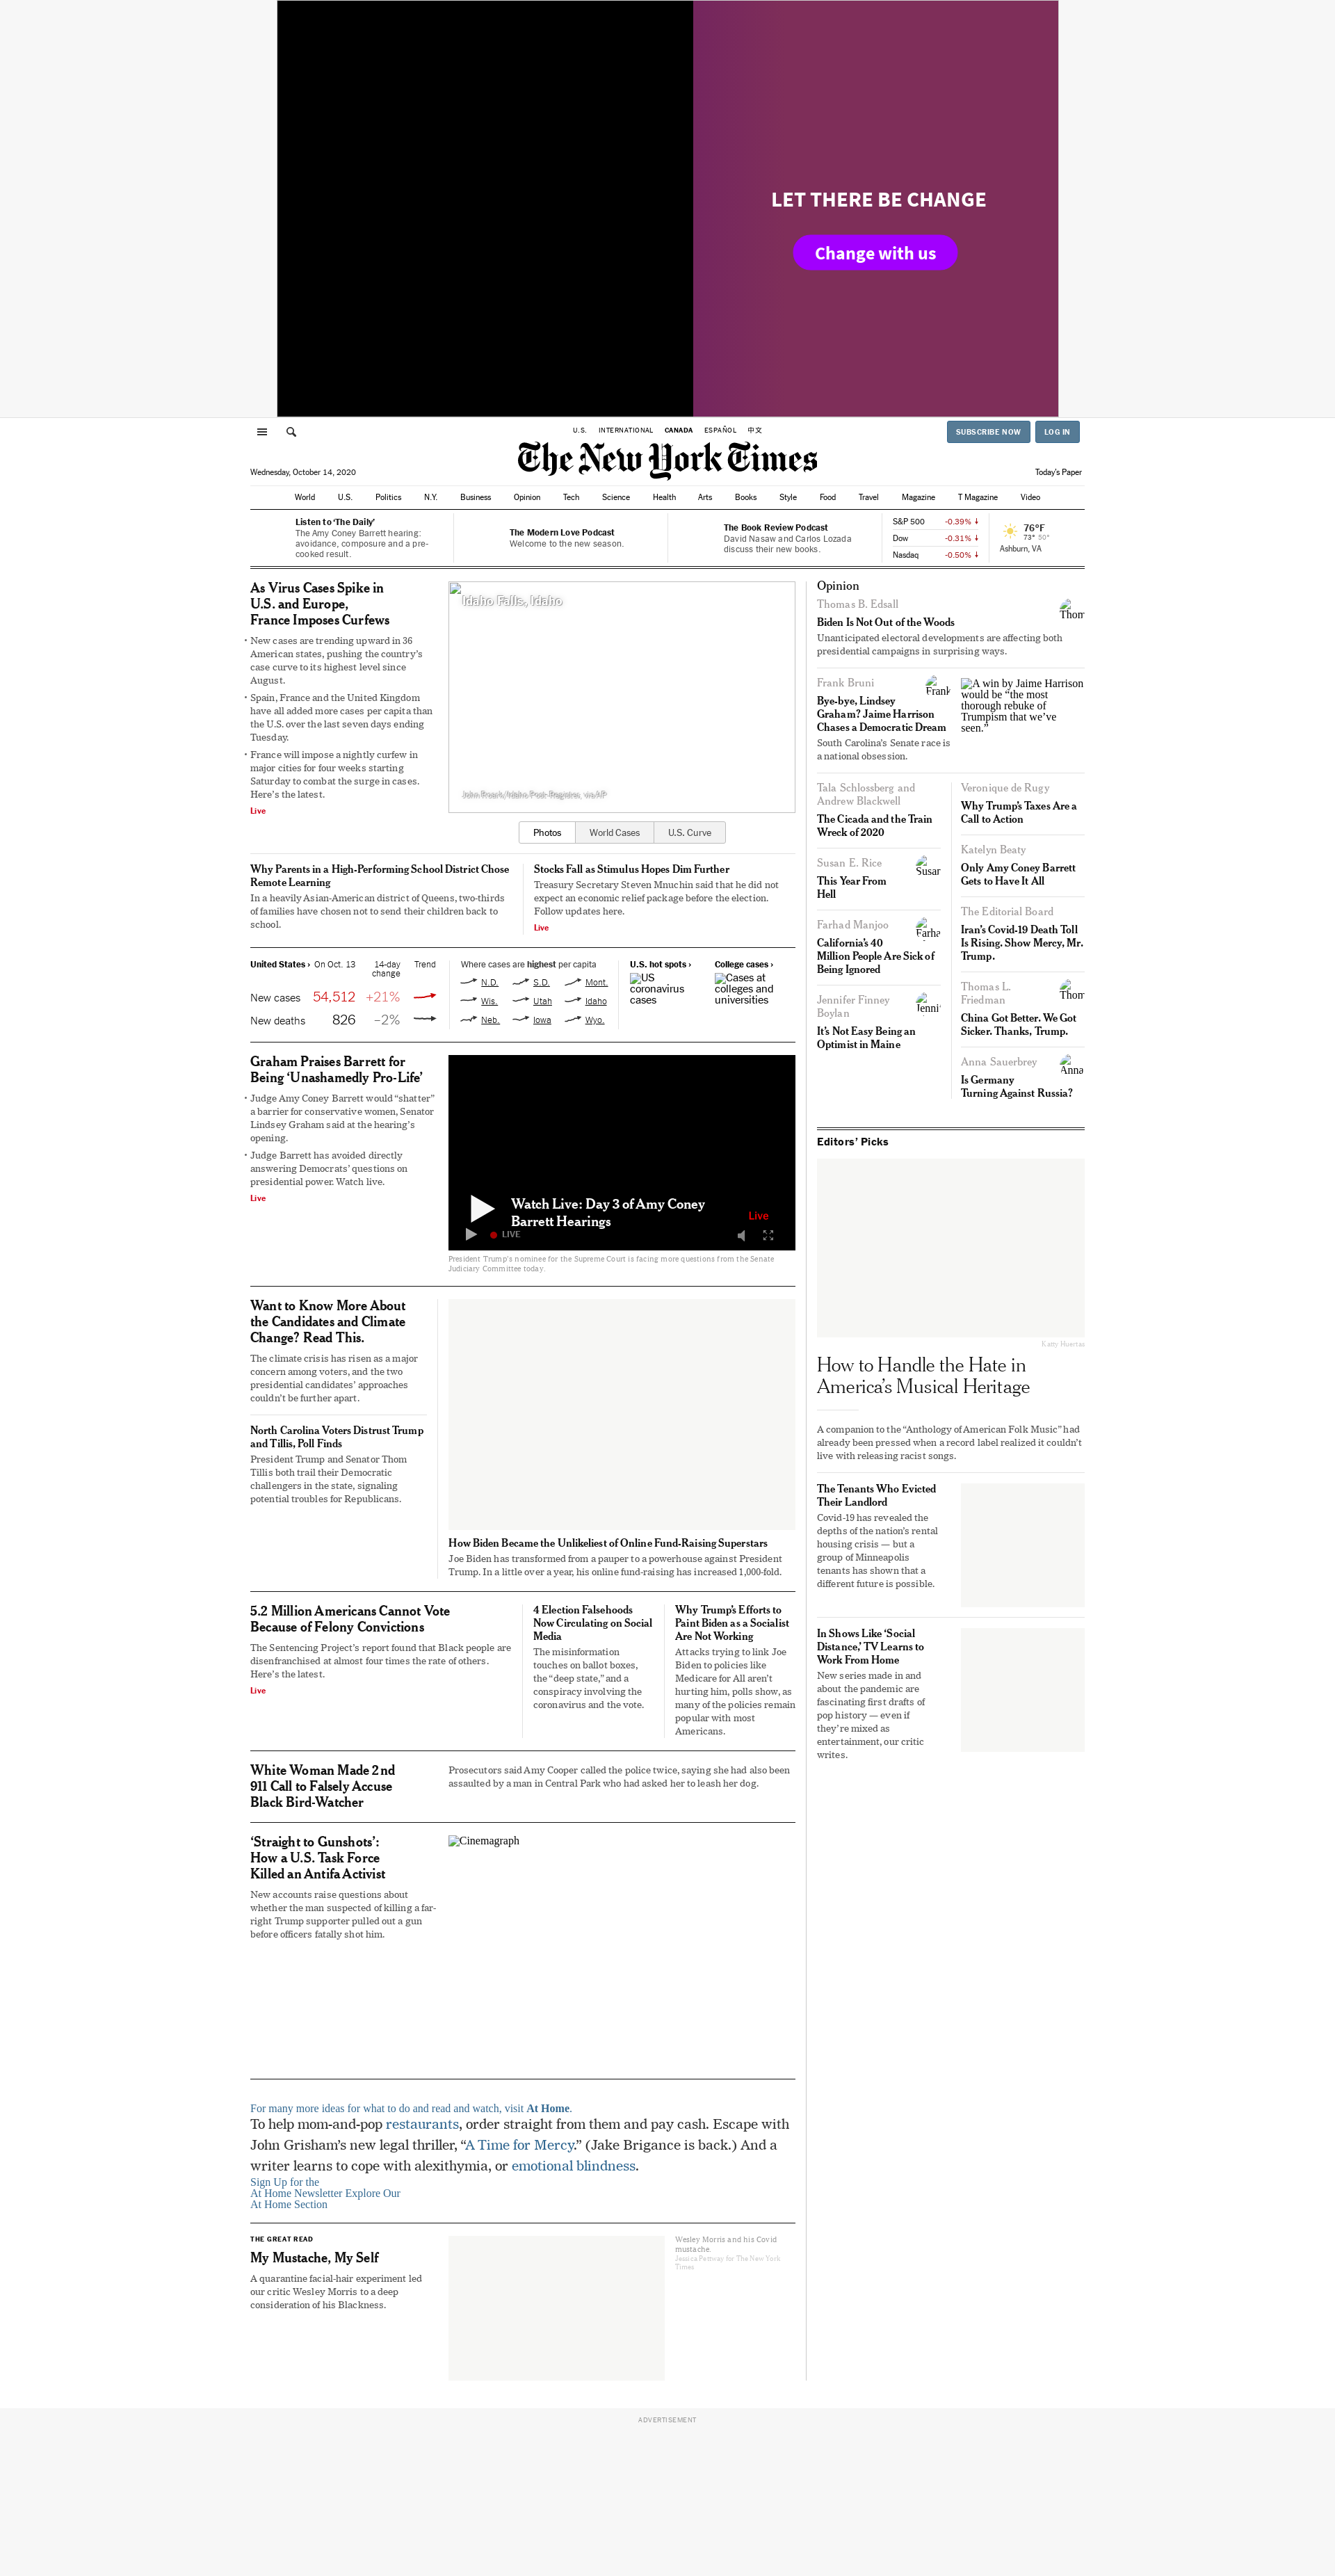 LET THERE BE CHANGE
Change with us
U.S. INTERNATIONAL CANADA ESPAÑOL 中文
SUBSCRIBE NOW LOG IN
The New York Times
Wednesday, October 14, 2020
Today's Paper
World U.S. Politics N.Y. Business Opinion Tech Science Health Arts Books Style Food Travel Magazine T Magazine Video
Listen to ‘The Daily’
The Amy Coney Barrett hearing:
avoidance, composure and a pre-
cooked result.
The Modern Love Podcast
Welcome to the new season.
The Book Review Podcast
David Nasaw and Carlos Lozada
discuss their new books.
S&P 500 -0.39% ↓
Dow -0.31% ↓
Nasdaq -0.50% ↓
76°F
73° 50°
Ashburn, VA
As Virus Cases Spike in
U.S. and Europe,
France Imposes Curfews
• New cases are trending upward in 36
American states, pushing the country’s
case curve to its highest level since
August.
• Spain, France and the United Kingdom
have all added more cases per capita than
the U.S. over the last seven days ending
Tuesday.
• France will impose a nightly curfew in
major cities for four weeks starting
Saturday to combat the surge in cases.
Here’s the latest.
Live
Idaho Falls, Idaho
John Roark/Idaho Post-Register, via AP
Photos World Cases U.S. Curve
Why Parents in a High-Performing School District Chose
Remote Learning
In a heavily Asian-American district of Queens, two-thirds
of families have chosen not to send their children back to
school.
Stocks Fall as Stimulus Hopes Dim Further
Treasury Secretary Steven Mnuchin said that he did not
expect an economic relief package before the election.
Follow updates here.
Live
United States › On Oct. 13 14-day
change Trend
New cases 54,512 +21%
New deaths 826 −2%
Where cases are highest per capita
N.D. S.D. Mont.
Wis. Utah Idaho
Neb. Iowa Wyo.
U.S. hot spots ›
US
coronavirus
cases
College cases ›
Cases at
colleges and
universities
Graham Praises Barrett for
Being ‘Unashamedly Pro-Life’
• Judge Amy Coney Barrett would “shatter”
a barrier for conservative women, Senator
Lindsey Graham said at the hearing’s
opening.
• Judge Barrett has avoided directly
answering Democrats’ questions on
presidential power. Watch live.
Live
Watch Live: Day 3 of Amy Coney
Barrett Hearings
Live
LIVE
President Trump’s nominee for the Supreme Court is facing more questions from the Senate
Judiciary Committee today.
Want to Know More About
the Candidates and Climate
Change? Read This.
The climate crisis has risen as a major
concern among voters, and the two
presidential candidates’ approaches
couldn’t be further apart.
North Carolina Voters Distrust Trump
and Tillis, Poll Finds
President Trump and Senator Thom
Tillis both trail their Democratic
challengers in the state, signaling
potential troubles for Republicans.
How Biden Became the Unlikeliest of Online Fund-Raising Superstars
Joe Biden has transformed from a pauper to a powerhouse against President
Trump. In a little over a year, his online fund-raising has increased 1,000-fold.
5.2 Million Americans Cannot Vote
Because of Felony Convictions
The Sentencing Project’s report found that Black people are
disenfranchised at almost four times the rate of others.
Here’s the latest.
Live
4 Election Falsehoods
Now Circulating on Social
Media
The misinformation
touches on ballot boxes,
the “deep state,” and a
conspiracy involving the
coronavirus and the vote.
Why Trump’s Efforts to
Paint Biden as a Socialist
Are Not Working
Attacks trying to link Joe
Biden to policies like
Medicare for All aren’t
hurting him, polls show, as
many of the policies remain
popular with most
Americans.
White Woman Made 2nd
911 Call to Falsely Accuse
Black Bird-Watcher
Prosecutors said Amy Cooper called the police twice, saying she had also been
assaulted by a man in Central Park who had asked her to leash her dog.
‘Straight to Gunshots’:
How a U.S. Task Force
Killed an Antifa Activist
New accounts raise questions about
whether the man suspected of killing a far-
right Trump supporter pulled out a gun
before officers fatally shot him.
Cinemagraph
For many more ideas for what to do and read and watch, visit At Home.
To help mom-and-pop restaurants, order straight from them and pay cash. Escape with
John Grisham’s new legal thriller, “A Time for Mercy.” (Jake Brigance is back.) And a
writer learns to cope with alexithymia, or emotional blindness.
Sign Up for the
At Home Newsletter Explore Our
At Home Section
THE GREAT READ
My Mustache, My Self
A quarantine facial-hair experiment led
our critic Wesley Morris to a deep
consideration of his Blackness.
Wesley Morris and his Covid
mustache.
Jessica Pettway for The New York
Times
Opinion
Thomas B. Edsall
Thom
Biden Is Not Out of the Woods
Unanticipated electoral developments are affecting both
presidential campaigns in surprising ways.
Frank Bruni
Frank
Bye-bye, Lindsey
Graham? Jaime Harrison
Chases a Democratic Dream
South Carolina’s Senate race is
a national obsession.
A win by Jaime Harrison
would be “the most
thorough rebuke of
Trumpism that we’ve
seen.”
Tala Schlossberg and
Andrew Blackwell
The Cicada and the Train
Wreck of 2020
Susan E. Rice
Susan
This Year From
Hell
Farhad Manjoo
Farha
California’s 40
Million People Are Sick of
Being Ignored
Jennifer Finney
Boylan
Jenni
It’s Not Easy Being an
Optimist in Maine
Veronique de Rugy
Why Trump’s Taxes Are a
Call to Action
Katelyn Beaty
Only Amy Coney Barrett
Gets to Have It All
The Editorial Board
Iran’s Covid-19 Death Toll
Is Rising. Show Mercy, Mr.
Trump.
Thomas L.
Friedman
Thom
China Got Better. We Got
Sicker. Thanks, Trump.
Anna Sauerbrey
Anna
Is Germany
Turning Against Russia?
Editors’ Picks
Katty Huertas
How to Handle the Hate in
America’s Musical Heritage
A companion to the “Anthology of American Folk Music” had
already been pressed when a record label realized it couldn’t
live with releasing racist songs.
The Tenants Who Evicted
Their Landlord
Covid-19 has revealed the
depths of the nation’s rental
housing crisis — but a
group of Minneapolis
tenants has shown that a
different future is possible.
In Shows Like ‘Social
Distance,’ TV Learns to
Work From Home
New series made in and
about the pandemic are
fascinating first drafts of
pop history — even if
they’re mixed as
entertainment, our critic
writes.
ADVERTISEMENT